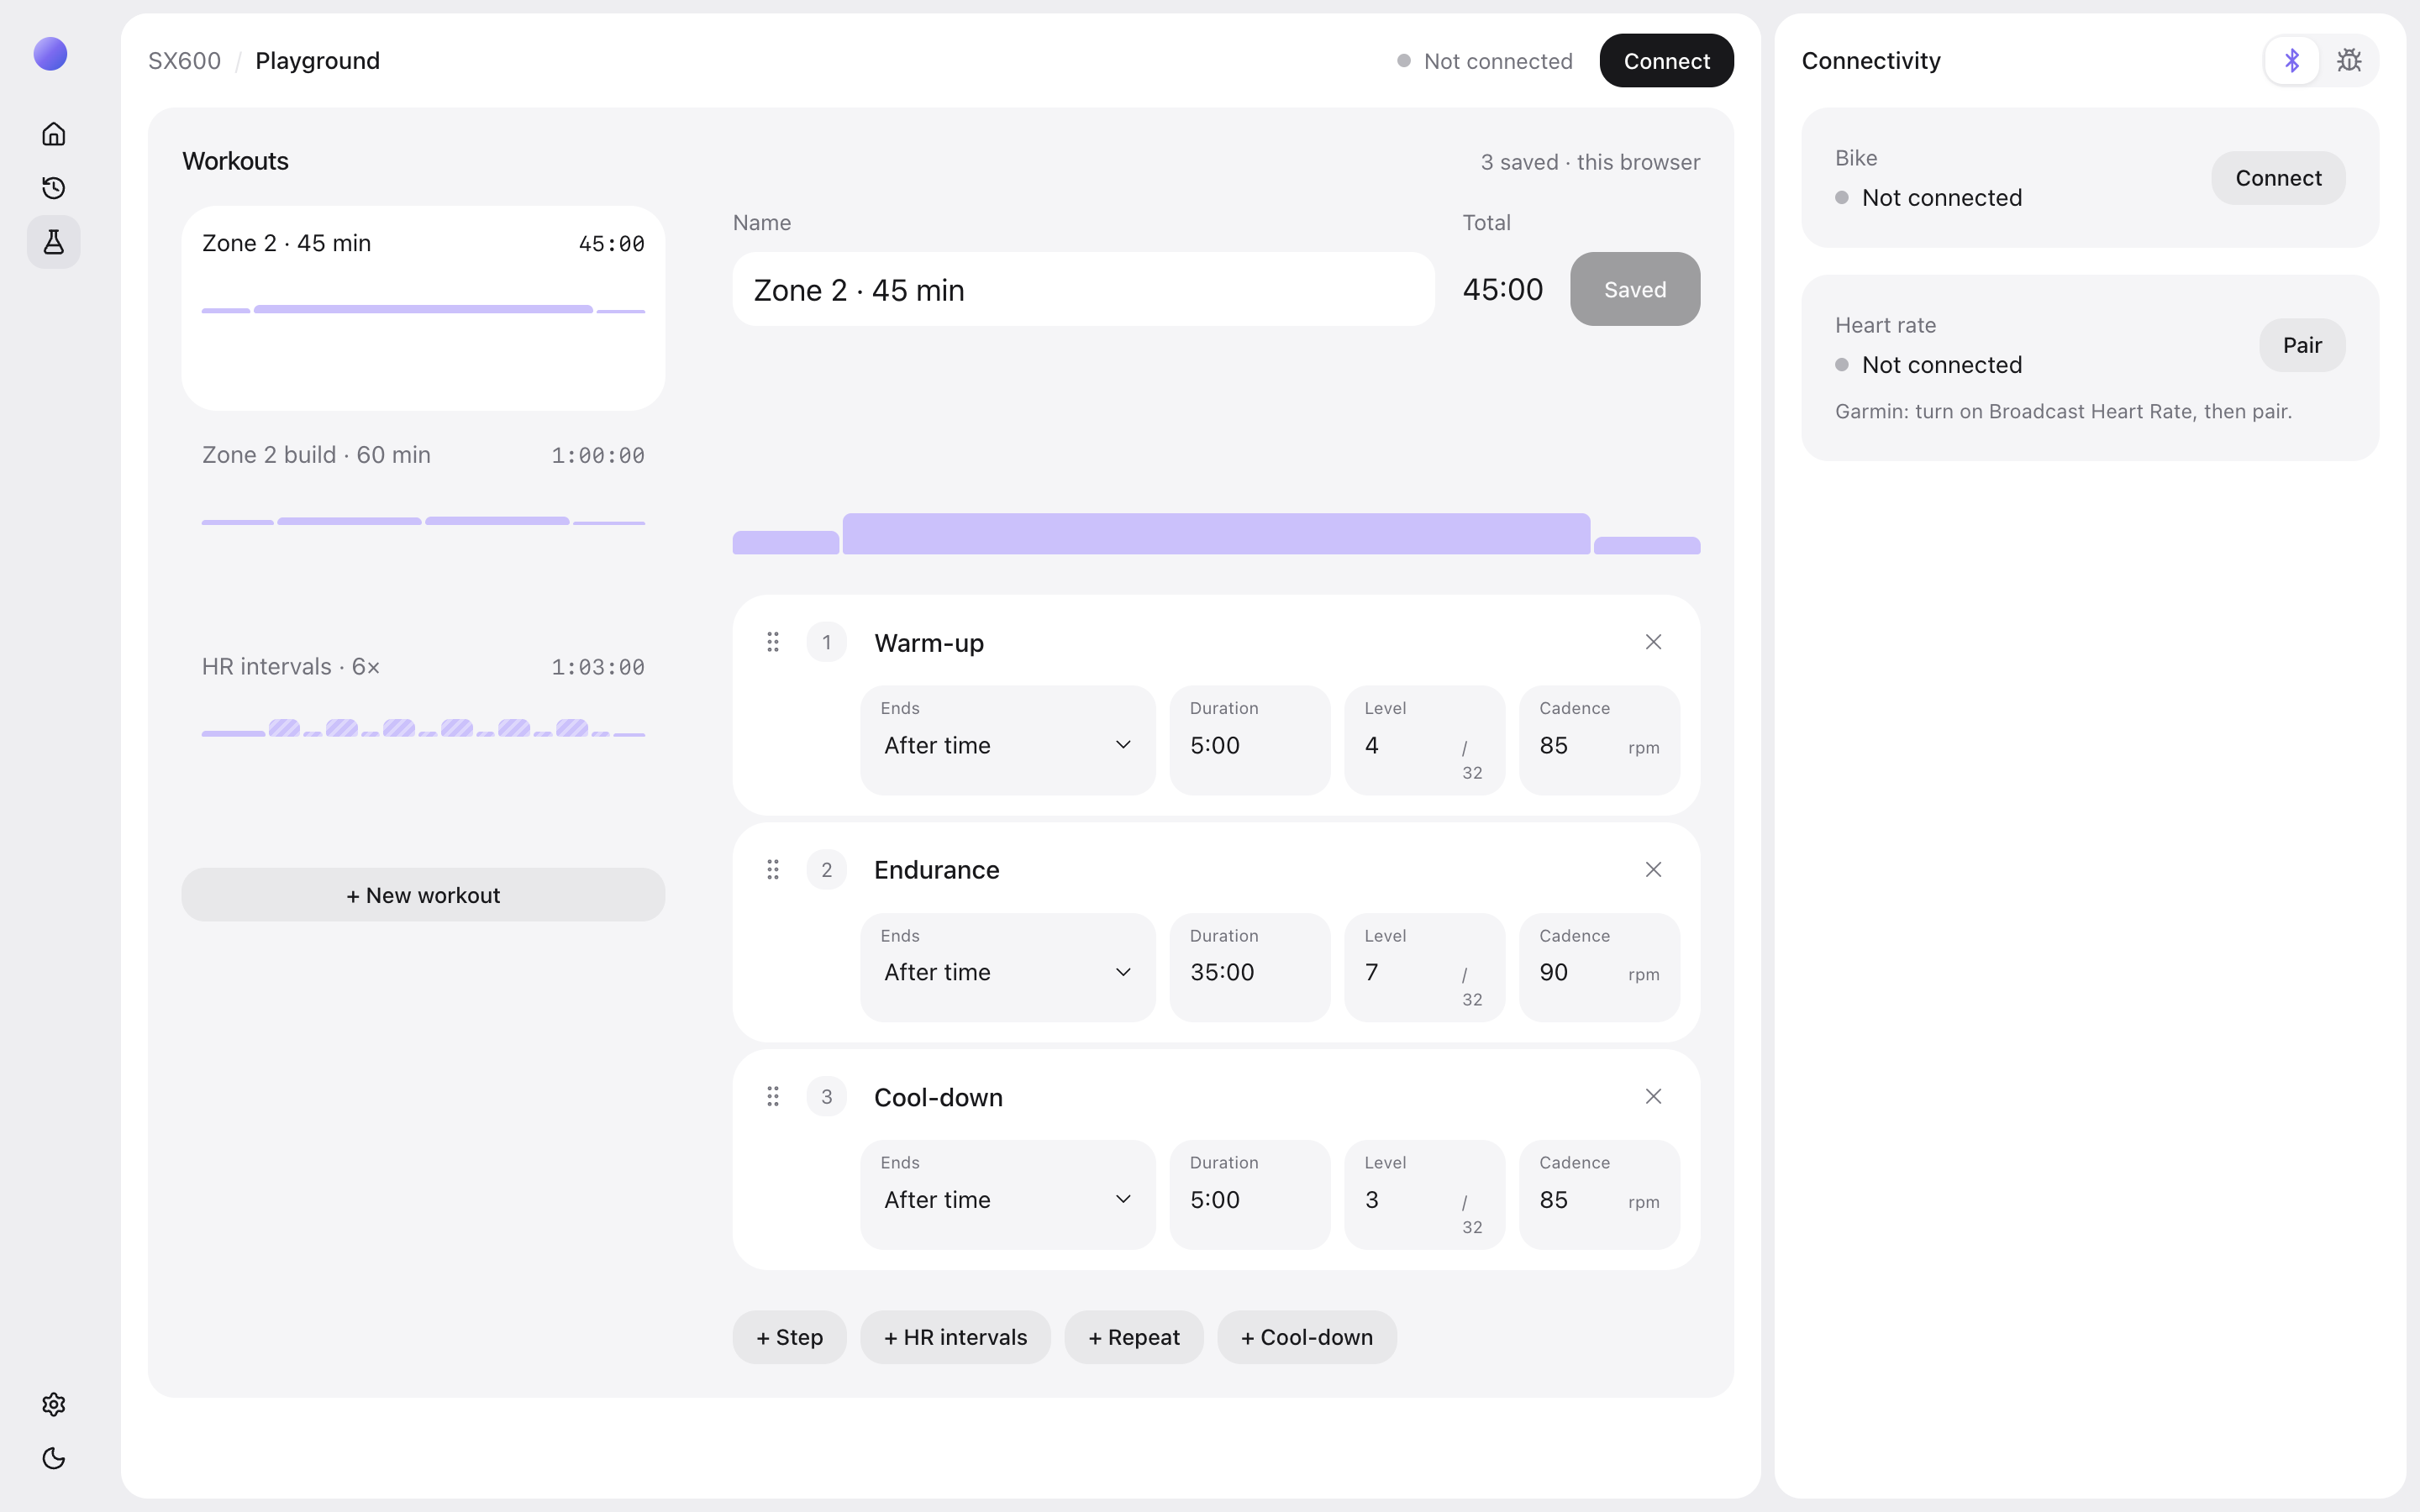 SX600 / Playground
Not connected
Connect
Workouts
3 saved · this browser
Zone 2 · 45 min
45:00
Zone 2 build · 60 min
1:00:00
HR intervals · 6×
1:03:00
+ New workout
Name
Total
Zone 2 · 45 min
45:00
Saved
1
Warm-up
Ends
Duration
Level
Cadence
After time
5:00
4
/
32
85
rpm
2
Endurance
Ends
Duration
Level
Cadence
After time
35:00
7
/
32
90
rpm
3
Cool-down
Ends
Duration
Level
Cadence
After time
5:00
3
/
32
85
rpm
+ Step
+ HR intervals
+ Repeat
+ Cool-down
Connectivity
Bike
Not connected
Connect
Heart rate
Not connected
Pair
Garmin: turn on Broadcast Heart Rate, then pair.